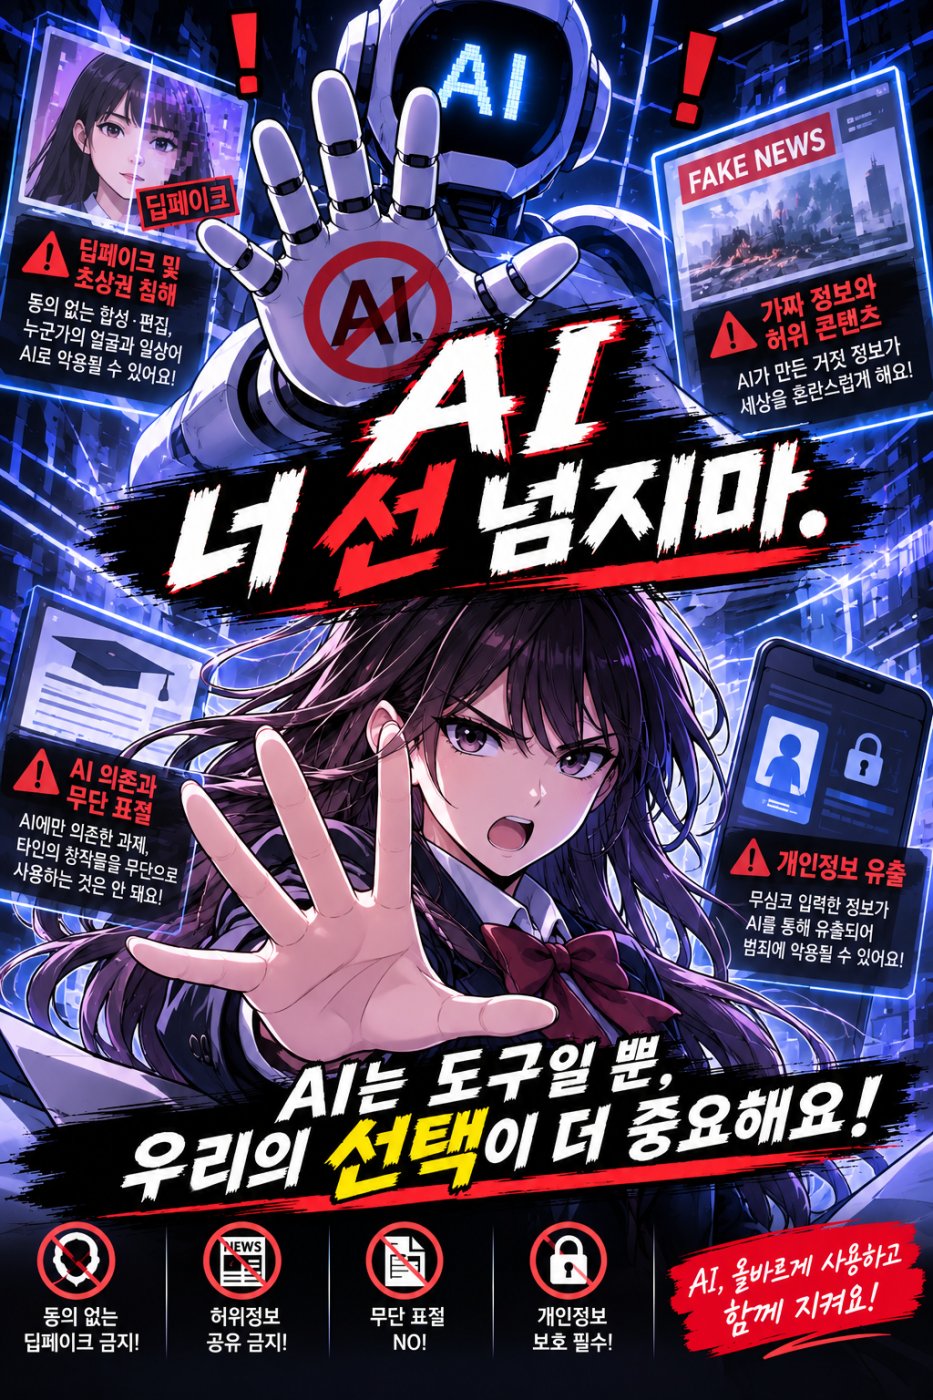 AI
딥페이크
딥페이크 및
초상권 침해
동의 없는 합성·편집,
누군가의 얼굴과 일상이
AI로 악용될 수 있어요!
AI.
FAKE NEWS
가짜 정보와
허위 콘텐츠
AI가 만든 거짓 정보가
세상을 혼란스럽게 해요!
AI
너 선 넘지마.
AI 의존과
무단 표절
AI에만 의존한 과제,
타인의 창작물을 무단으로
사용하는 것은 안 돼요!
개인정보 유출
무심코 입력한 정보가
AI를 통해 유출되어
범죄에 악용될 수 있어요!
AI는 도구일 뿐,
우리의 선택이 더 중요해요!
동의 없는
딥페이크 금지!
NEWS
허위정보
공유 금지!
무단 표절
NO!
개인정보
보호 필수!
AI, 올바르게 사용하고
함께 지켜요!